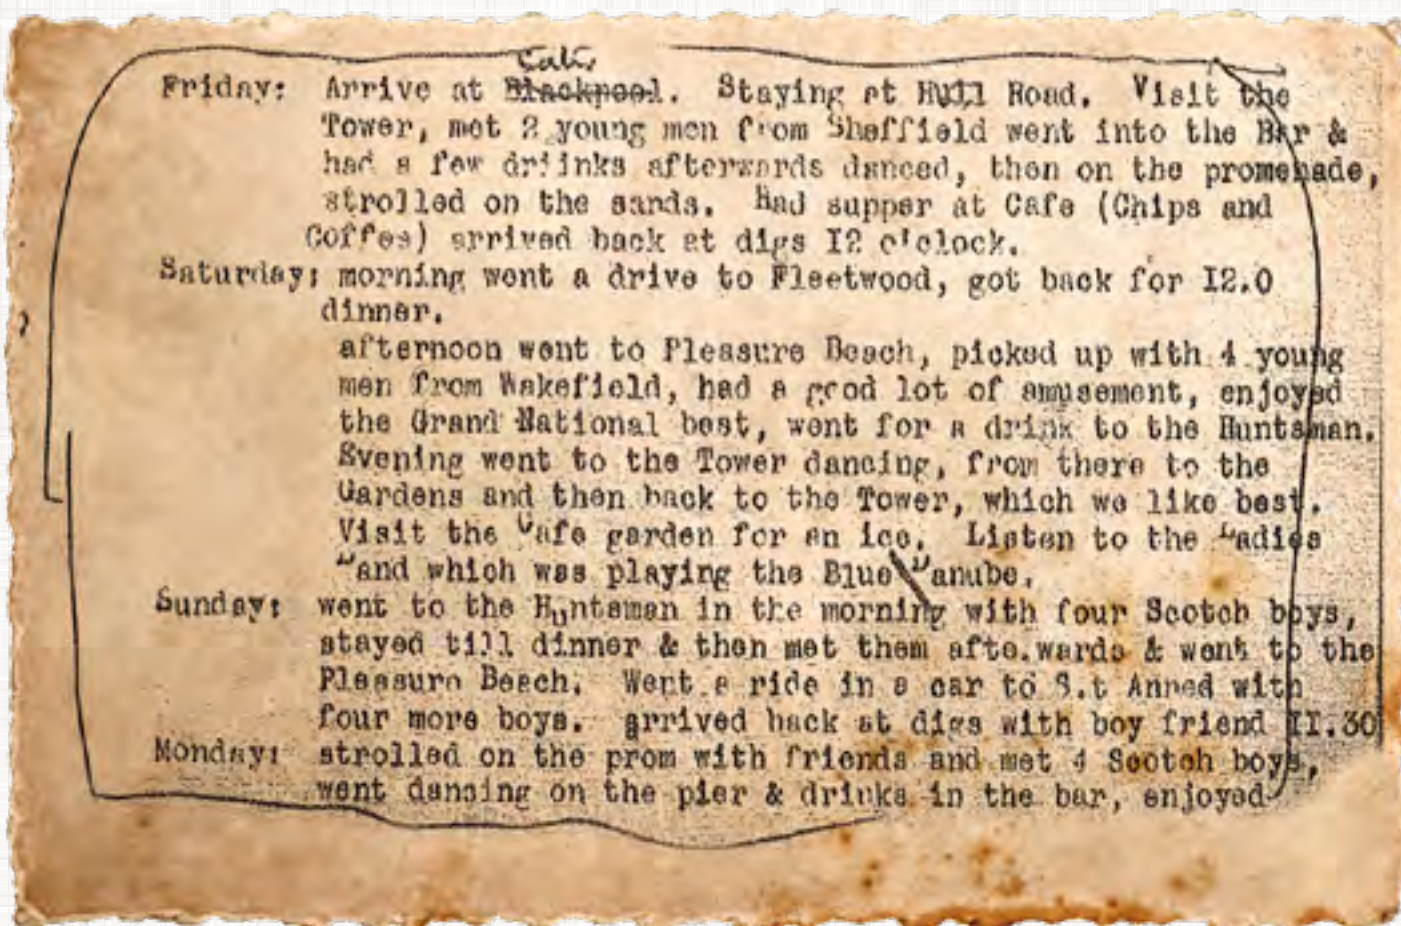 Friday: Arrive at Blackpool. Staying at Hull Road. Visit the
Tower, met 2 young men from Sheffield went into the Bar &
had a few driinks afterwards danced, then on the promenade,
strolled on the sands. Had supper at Cafe (Chips and
Coffee) arrived back at digs I2 o'clock.
Saturday: morning went a drive to Fleetwood, got back for I2.0
dinner.
afternoon went to Pleasure Beach, picked up with 4 young
men from Wakefield, had a good lot of amusement, enjoyed
the Grand National best, went for a drink to the Huntsman.
Evening went to the Tower dancing, from there to the
Gardens and then back to the Tower, which we like best.
Visit the Cafe garden for an ice. Listen to the Ladies
Band which was playing the Blue Danube.
Sunday: went to the Huntsman in the morning with four Scotch boys,
stayed till dinner & then met them afte.wards & went to the
Pleasure Beach. Went a ride in a car to S.t Anned with
four more boys. arrived back at digs with boy friend II.30
Monday: strolled on the prom with friends and met 4 Scotch boys,
went dancing on the pier & drinks in the bar, enjoyed